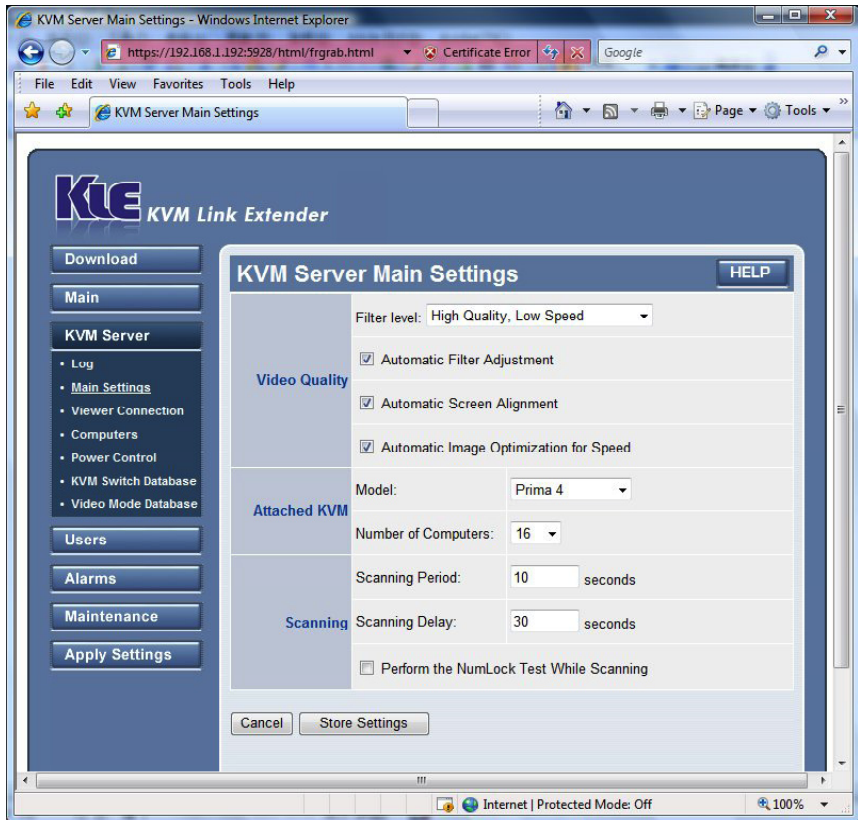 KVM Server Main Settings - Windows Internet Explorer
https://192.168.1.192:5928/html/frgrab.html
Certificate Error
Google
File Edit View Favorites Tools Help
KVM Server Main Settings
Page
Tools
KLE KVM Link Extender
Download
Main
KVM Server
Log
Main Settings
Viewer Connection
Computers
Power Control
KVM Switch Database
Video Mode Database
Users
Alarms
Maintenance
Apply Settings
KVM Server Main Settings
HELP
Video Quality
Filter level: High Quality, Low Speed
Automatic Filter Adjustment
Automatic Screen Alignment
Automatic Image Optimization for Speed
Attached KVM
Model: Prima 4
Number of Computers: 16
Scanning
Scanning Period: 10 seconds
Scanning Delay: 30 seconds
Perform the NumLock Test While Scanning
Cancel
Store Settings
Internet | Protected Mode: Off
100%